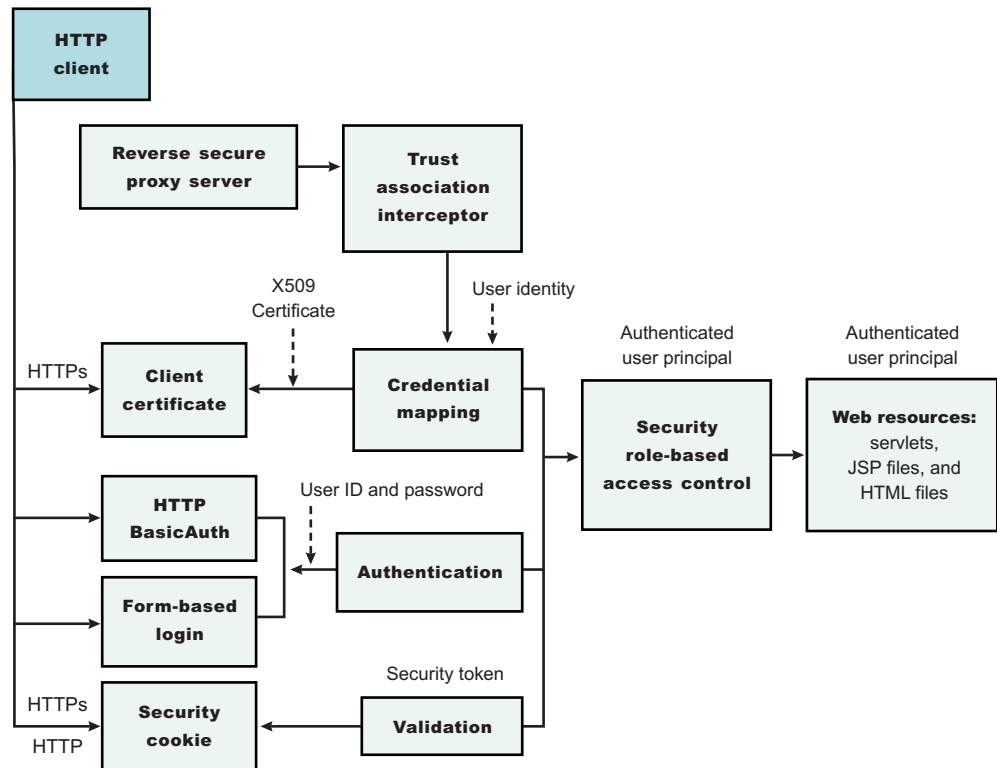 HTTP
client
Reverse secure
proxy server
Trust
association
interceptor
X509
Certificate
User identity
Authenticated
user principal
Authenticated
user principal
HTTPs
Client
certificate
Credential
mapping
Security
role-based
access control
Web resources:
servlets,
JSP files, and
HTML files
User ID and password
HTTP
BasicAuth
Authentication
Form-based
login
Security token
HTTPs
HTTP
Security
cookie
Validation